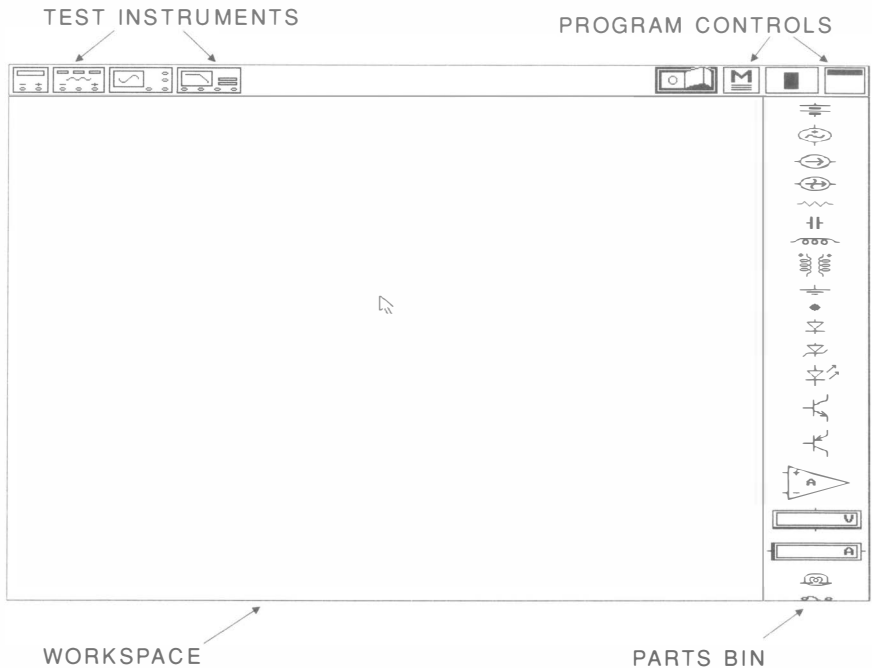 TEST INSTRUMENTS
PROGRAM CONTROLS
M
A
V
A
WORKSPACE
PARTS BIN